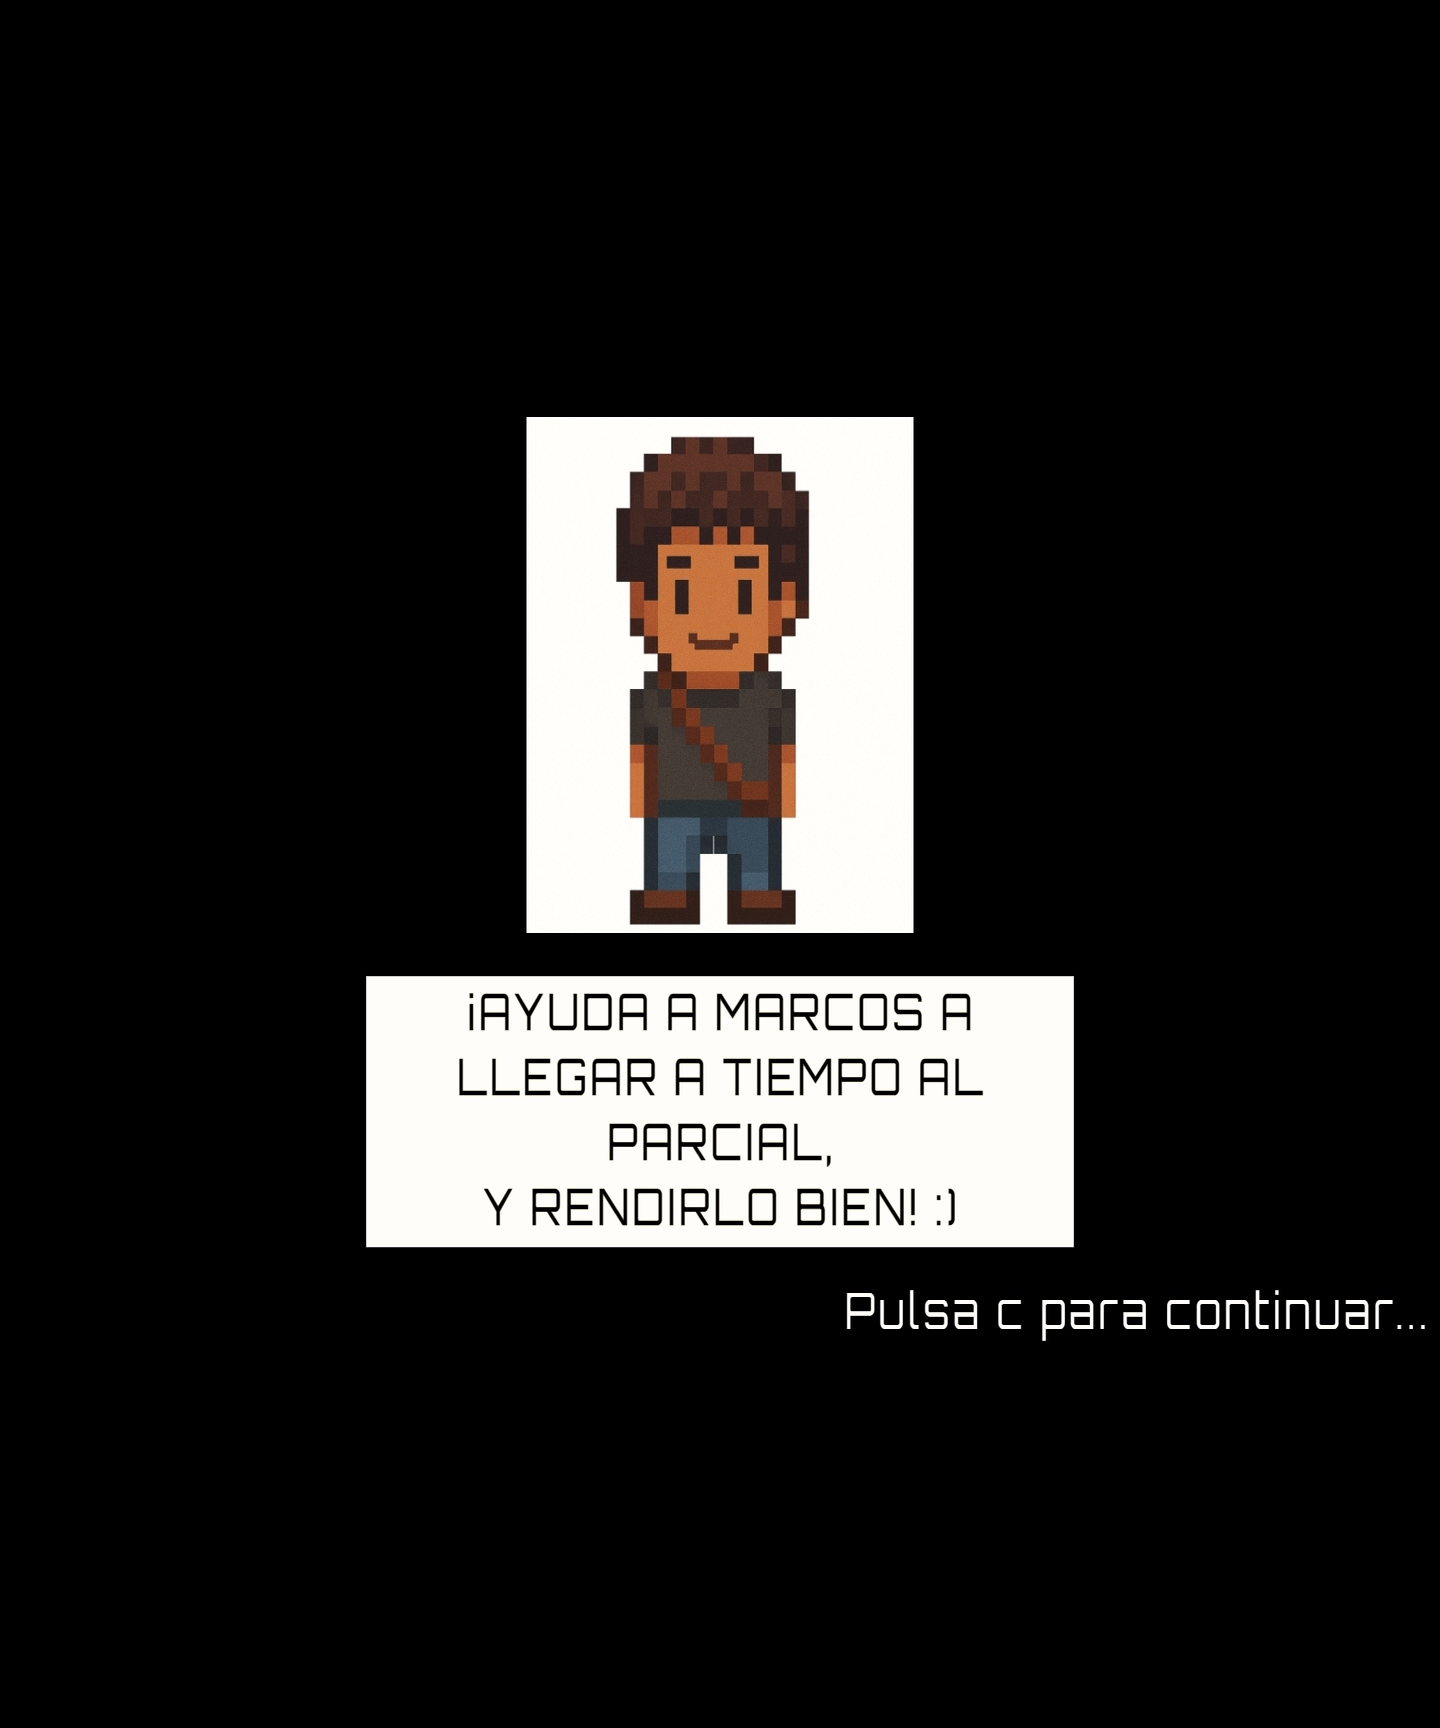 ¡AYUDA A MARCOS A
LLEGAR A TIEMPO AL
PARCIAL,
Y RENDIRLO BIEN! :)
Pulsa c para continuar...